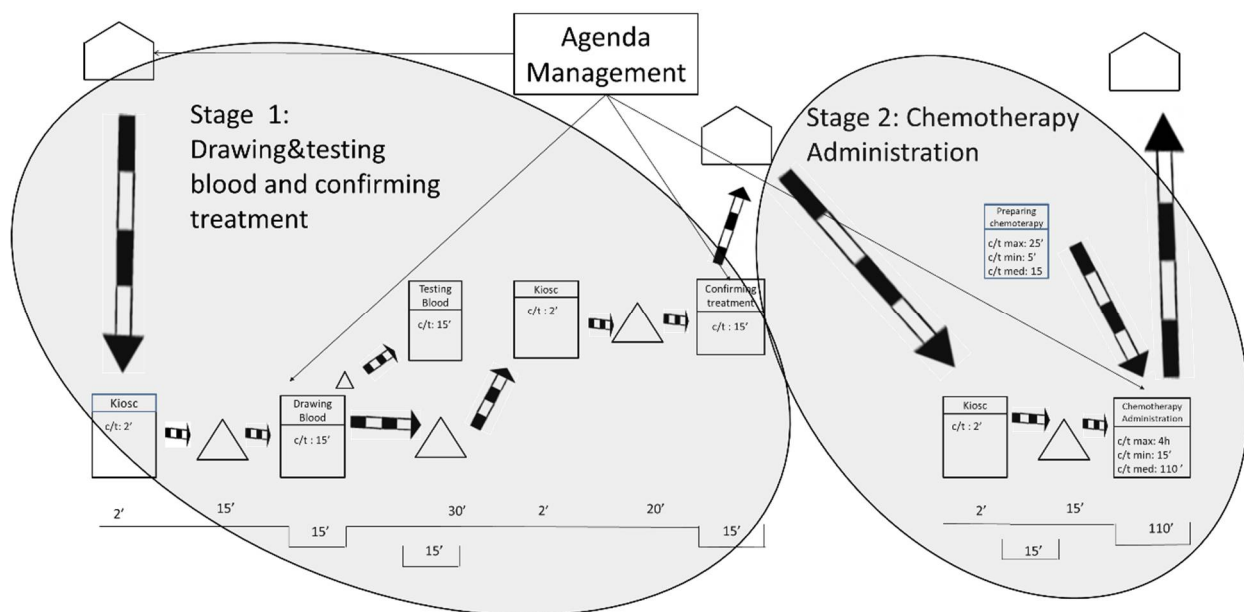 Agenda
Management
Stage 1:
Drawing&testing
blood and confirming
treatment
Stage 2: Chemotherapy
Administration
Preparing
chemoterapy
c/t max: 25'
c/t min: 5'
c/t med: 15
Testing
Blood
c/t: 15'
Kiosc
c/t : 2'
Confirming
treatment
c/t : 15'
Kiosc
c/t: 2'
Drawing
Blood
c/t : 15'
Kiosc
c/t : 2'
Chemotherapy
Administration
c/t max: 4h
c/t min: 15'
c/t med: 110 '
2'
15'
15'
30'
15'
2'
20'
15'
2'
15'
15'
110'